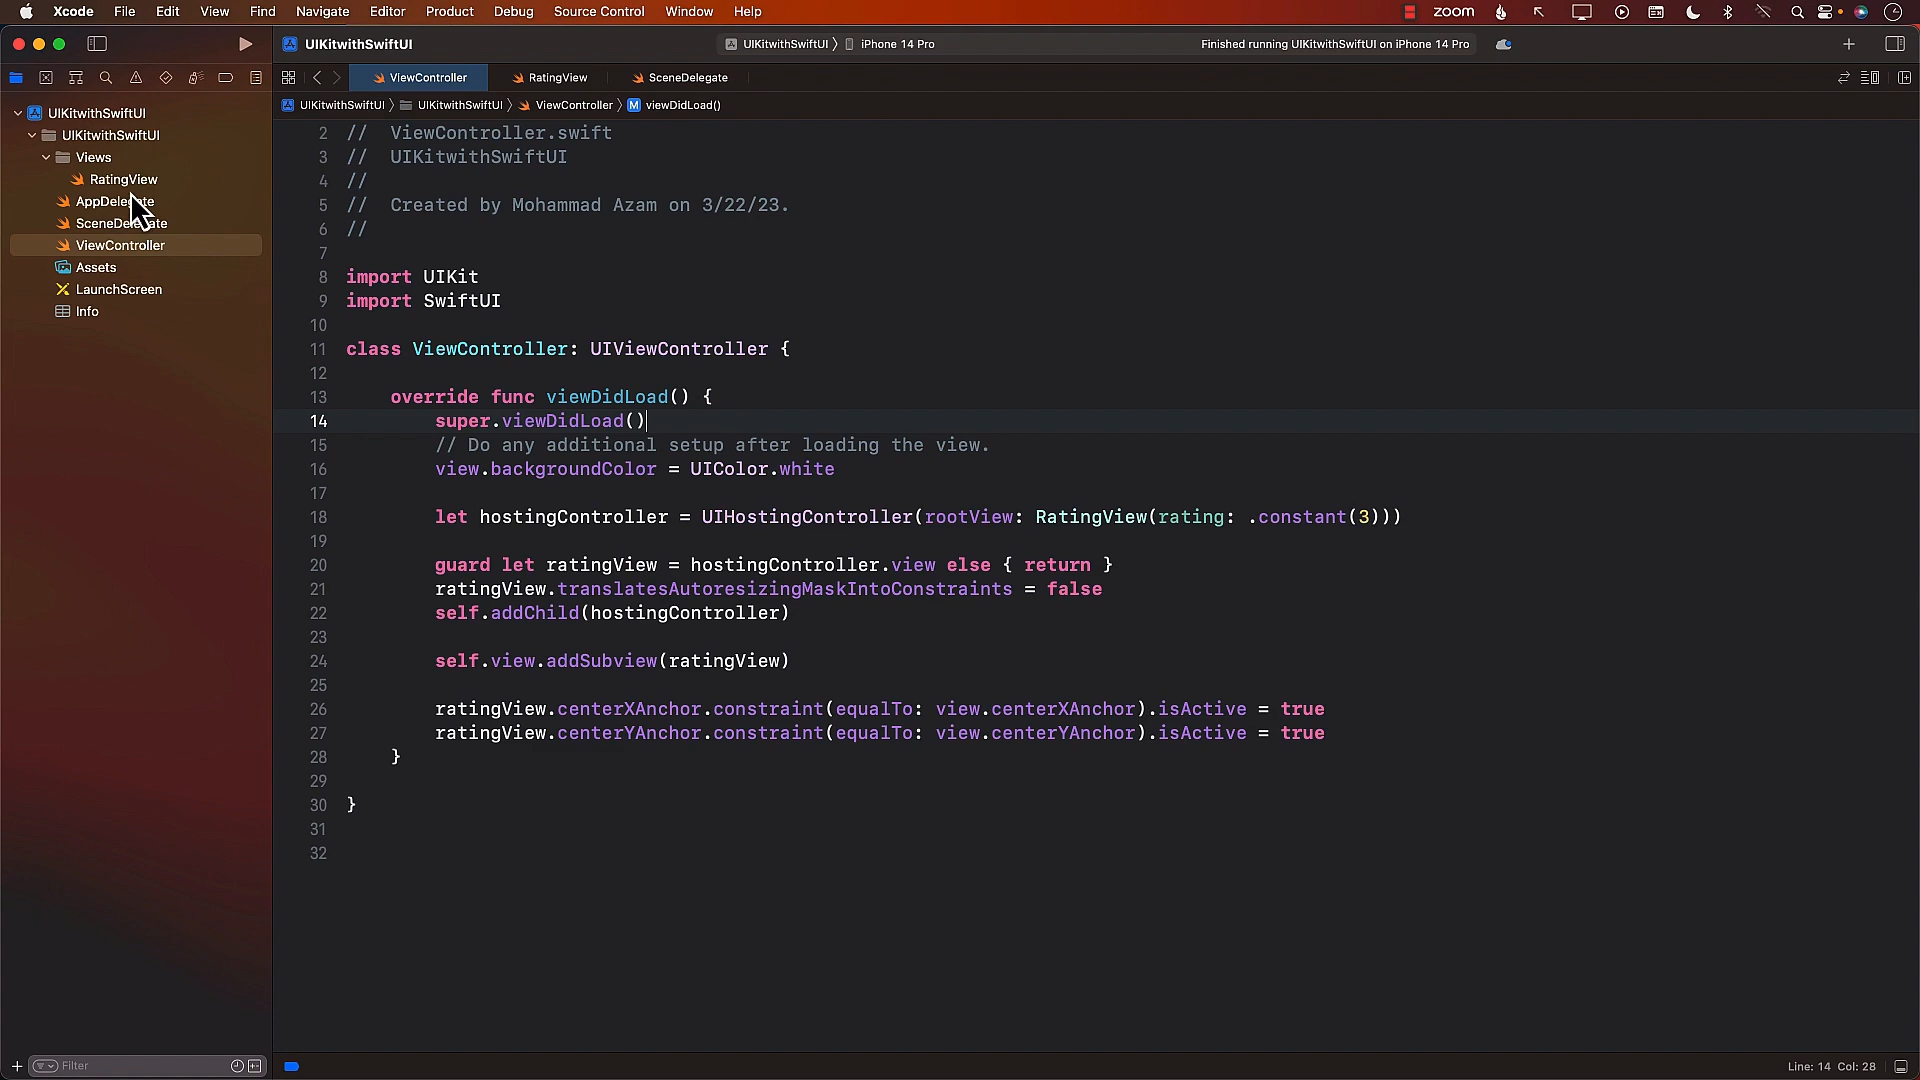 Xcode File Edit View Find Navigate Editor Product Debug Source Control Window Help zoom
UIKitwithSwiftUI UIKitwithSwiftUI iPhone 14 Pro Finished running UIKitwithSwiftUI on iPhone 14 Pro
ViewController RatingView SceneDelegate
UIKitwithSwiftUI UIKitwithSwiftUI ViewController M viewDidLoad()
UIKitwithSwiftUI
UIKitwithSwiftUI
Views
RatingView
AppDelegate
SceneDelegate
ViewController
Assets
LaunchScreen
Info
2 // ViewController.swift
3 // UIKitwithSwiftUI
4 //
5 // Created by Mohammad Azam on 3/22/23.
6 //
7
8 import UIKit
9 import SwiftUI
10
11 class ViewController: UIViewController {
12
13 override func viewDidLoad() {
14 super.viewDidLoad()
15 // Do any additional setup after loading the view.
16 view.backgroundColor = UIColor.white
17
18 let hostingController = UIHostingController(rootView: RatingView(rating: .constant(3)))
19
20 guard let ratingView = hostingController.view else { return }
21 ratingView.translatesAutoresizingMaskIntoConstraints = false
22 self.addChild(hostingController)
23
24 self.view.addSubview(ratingView)
25
26 ratingView.centerXAnchor.constraint(equalTo: view.centerXAnchor).isActive = true
27 ratingView.centerYAnchor.constraint(equalTo: view.centerYAnchor).isActive = true
28 }
29
30 }
31
32
Filter
Line: 14 Col: 28